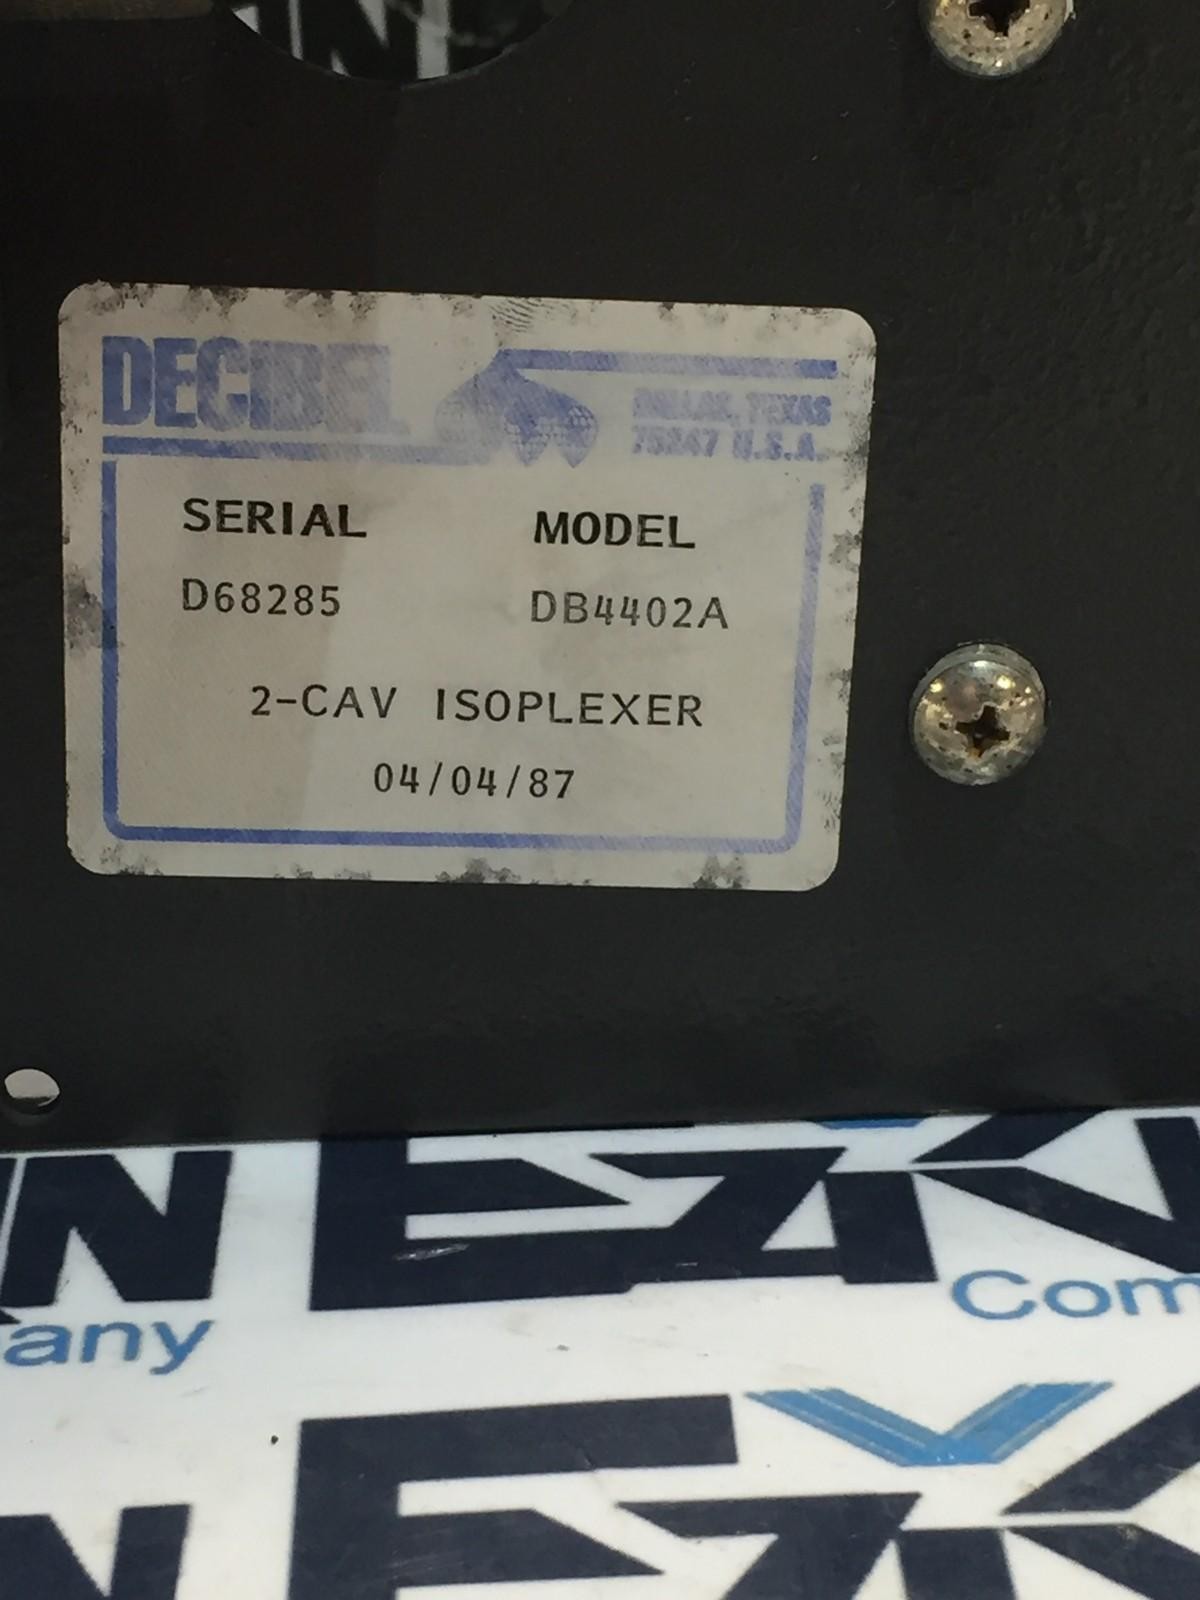 DECIBEL
DALLAS, TEXAS
75247 U.S.A.
SERIAL MODEL
D68285 DB4402A
2-CAV ISOPLEXER
04/04/87
Com
any